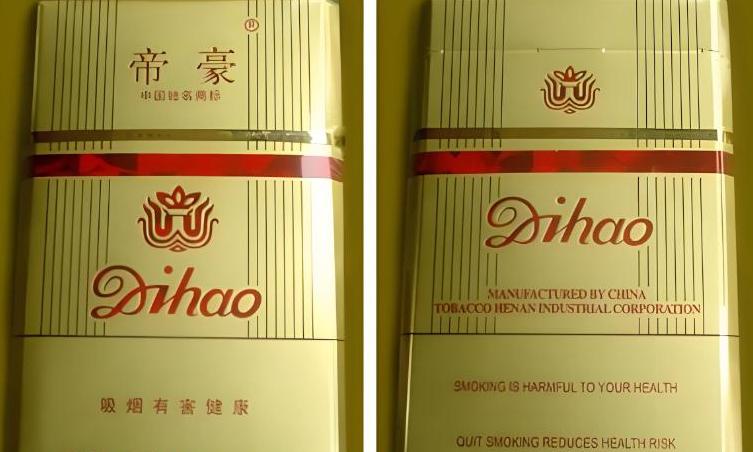 帝豪
®
中国驰名商标
Dihao
吸烟有害健康
Dihao
MANUFACTURED BY CHINA
TOBACCO HENAN INDUSTRIAL CORPORATION
SMOKING IS HARMFUL TO YOUR HEALTH
QUIT SMOKING REDUCES HEALTH RISK